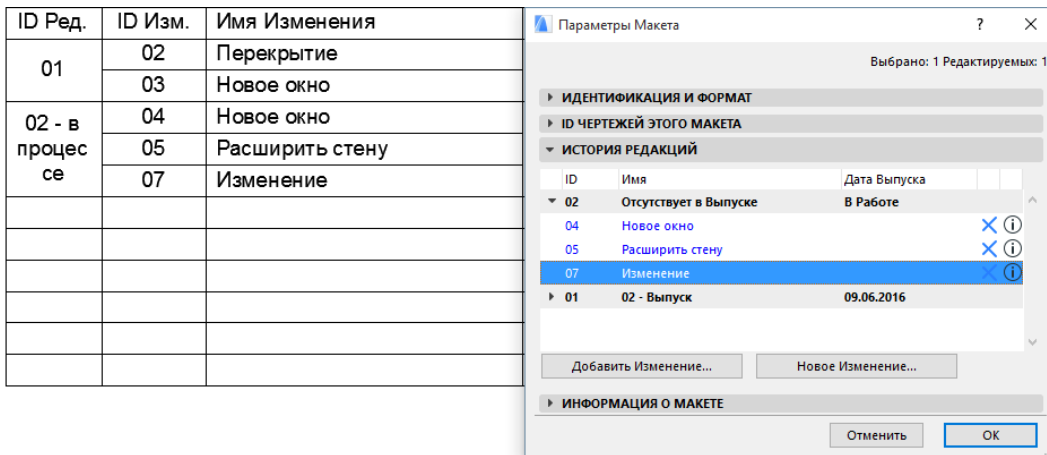 ID Ред. ID Изм. Имя Изменения
01
02 Перекрытие
03 Новое окно
02 - в
процес
се
04 Новое окно
05 Расширить стену
07 Изменение
Параметры Макета ?
Выбрано: 1 Редактируемых: 1
ИДЕНТИФИКАЦИЯ И ФОРМАТ
ID ЧЕРТЕЖЕЙ ЭТОГО МАКЕТА
ИСТОРИЯ РЕДАКЦИЙ
ID Имя Дата Выпуска
02 Отсутствует в Выпуске В Работе
04 Новое окно
05 Расширить стену
07 Изменение
01 02 - Выпуск 09.06.2016
Добавить Изменение... Новое Изменение...
ИНФОРМАЦИЯ О МАКЕТЕ
Отменить OK